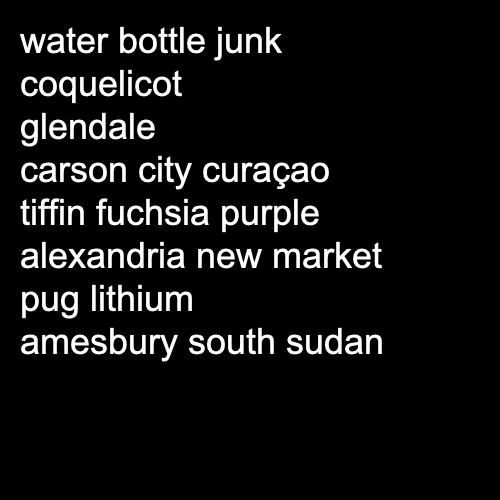 water bottle junk
coquelicot
glendale
carson city curaçao
tiffin fuchsia purple
alexandria new market
pug lithium
amesbury south sudan